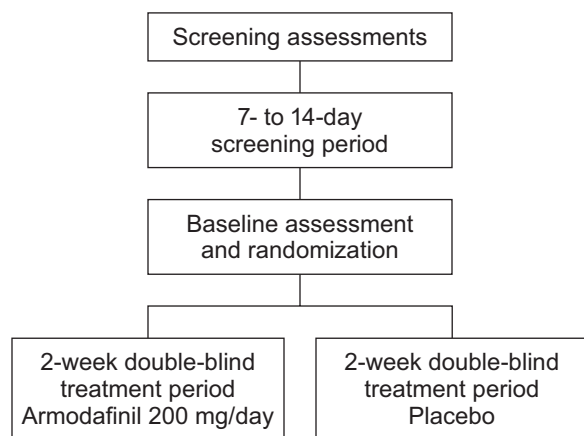 Screening assessments
7- to 14-day
screening period
Baseline assessment
and randomization
2-week double-blind
treatment period
Armodafinil 200 mg/day
2-week double-blind
treatment period
Placebo